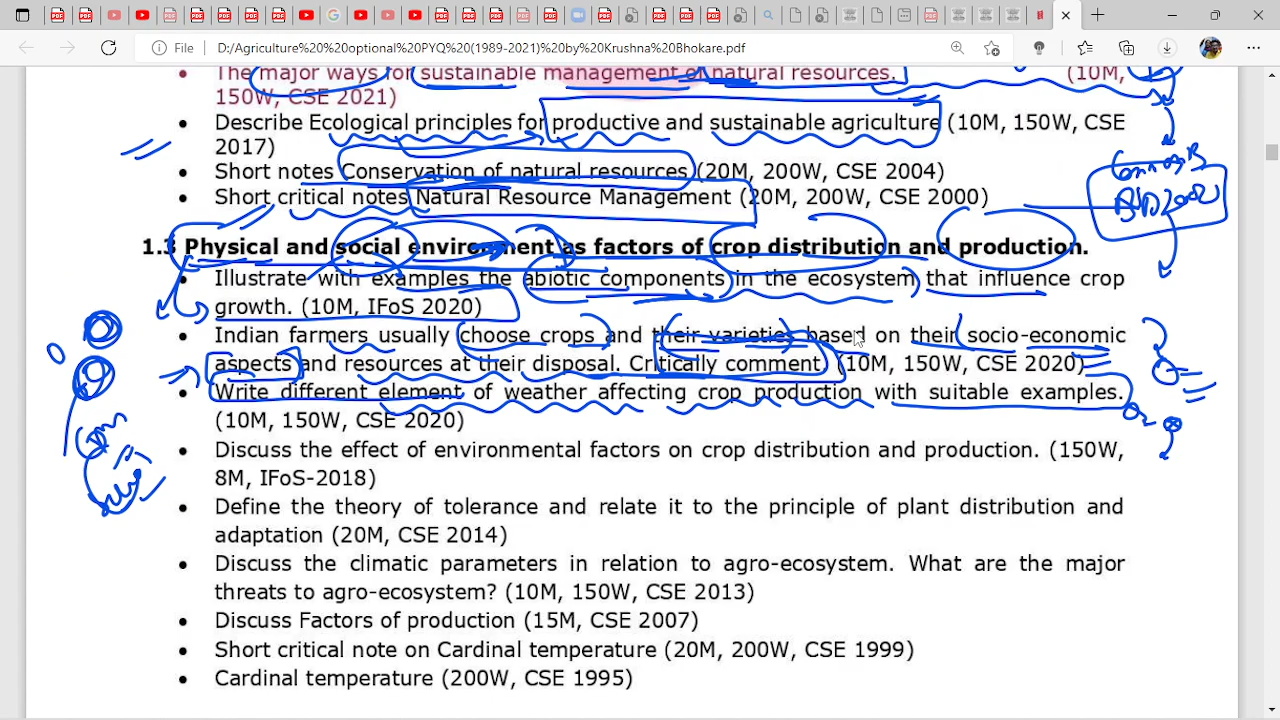 File D:/Agriculture%20%20optional%20PYQ%20(1989-2021)%20by%20Krushna%20Bhokare.pdf
• The major ways for sustainable management of natural resources. (10M,
150W, CSE 2021)
• Describe Ecological principles for productive and sustainable agriculture (10M, 150W, CSE
2017)
• Short notes Conservation of natural resources (20M, 200W, CSE 2004)
• Short critical notes Natural Resource Management (20M, 200W, CSE 2000)
1.3 Physical and social environment as factors of crop distribution and production.
• Illustrate with examples the abiotic components in the ecosystem that influence crop
growth. (10M, IFoS 2020)
• Indian farmers usually choose crops and their varieties based on their socio-economic
aspects and resources at their disposal. Critically comment (10M, 150W, CSE 2020)
• Write different element of weather affecting crop production with suitable examples.
(10M, 150W, CSE 2020)
• Discuss the effect of environmental factors on crop distribution and production. (150W,
8M, IFoS-2018)
• Define the theory of tolerance and relate it to the principle of plant distribution and
adaptation (20M, CSE 2014)
• Discuss the climatic parameters in relation to agro-ecosystem. What are the major
threats to agro-ecosystem? (10M, 150W, CSE 2013)
• Discuss Factors of production (15M, CSE 2007)
• Short critical note on Cardinal temperature (20M, 200W, CSE 1999)
• Cardinal temperature (200W, CSE 1995)